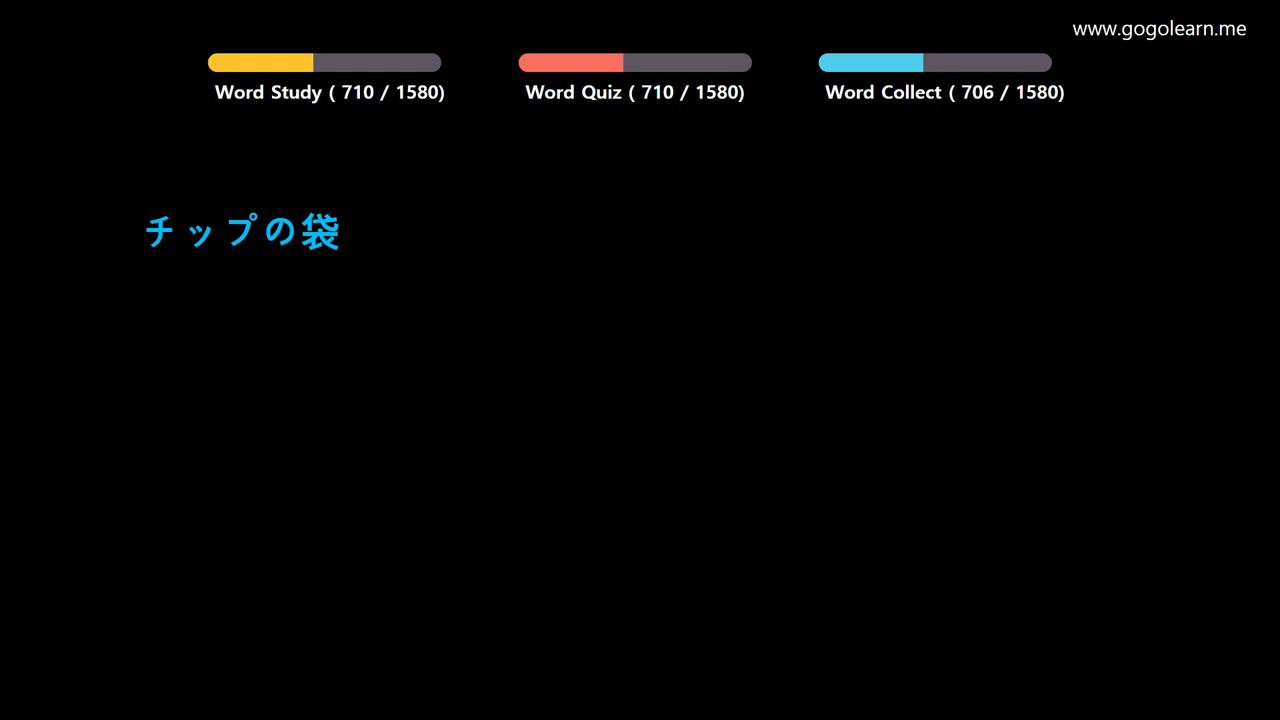 www.gogolearn.me
Word Study ( 710 / 1580)
Word Quiz ( 710 / 1580)
Word Collect ( 706 / 1580)
チップの袋